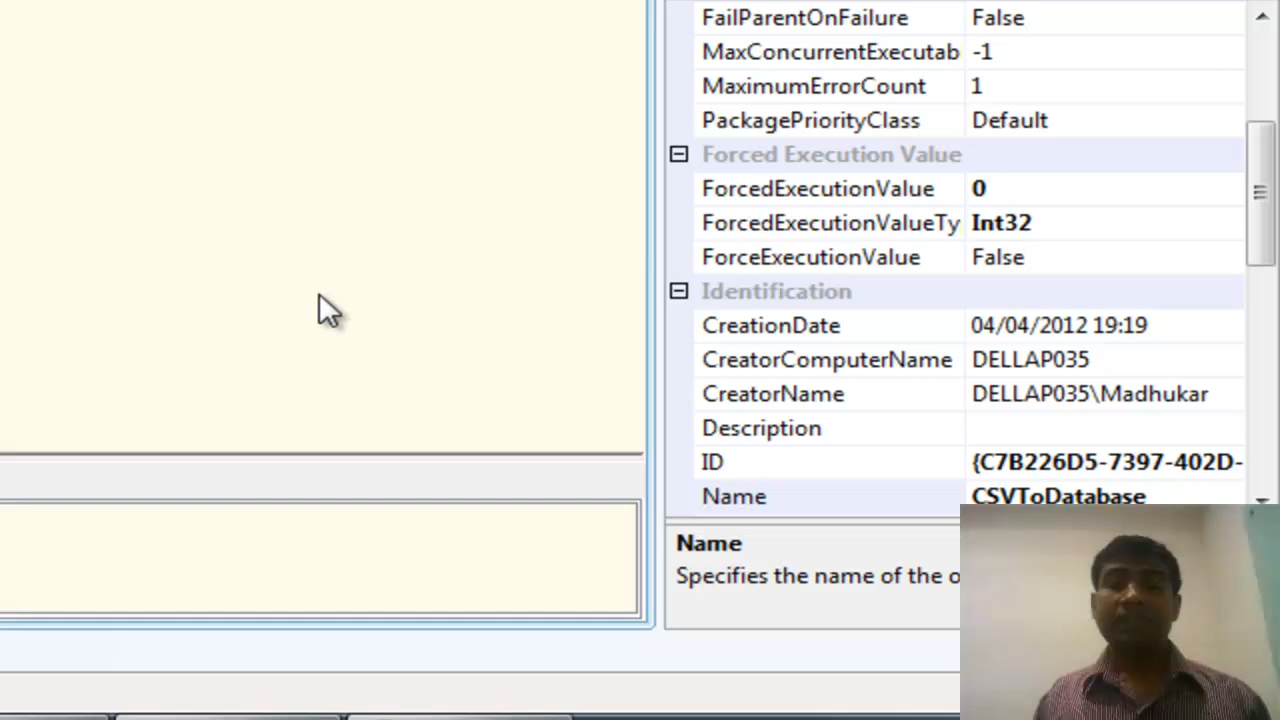 FailParentOnFailure False
MaxConcurrentExecutab -1
MaximumErrorCount 1
PackagePriorityClass Default
Forced Execution Value
ForcedExecutionValue 0
ForcedExecutionValueTy Int32
ForceExecutionValue False
Identification
CreationDate 04/04/2012 19:19
CreatorComputerName DELLAP035
CreatorName DELLAP035\Madhukar
Description
ID {C7B226D5-7397-402D-
Name CSVToDatabase
Name
Specifies the name of the o